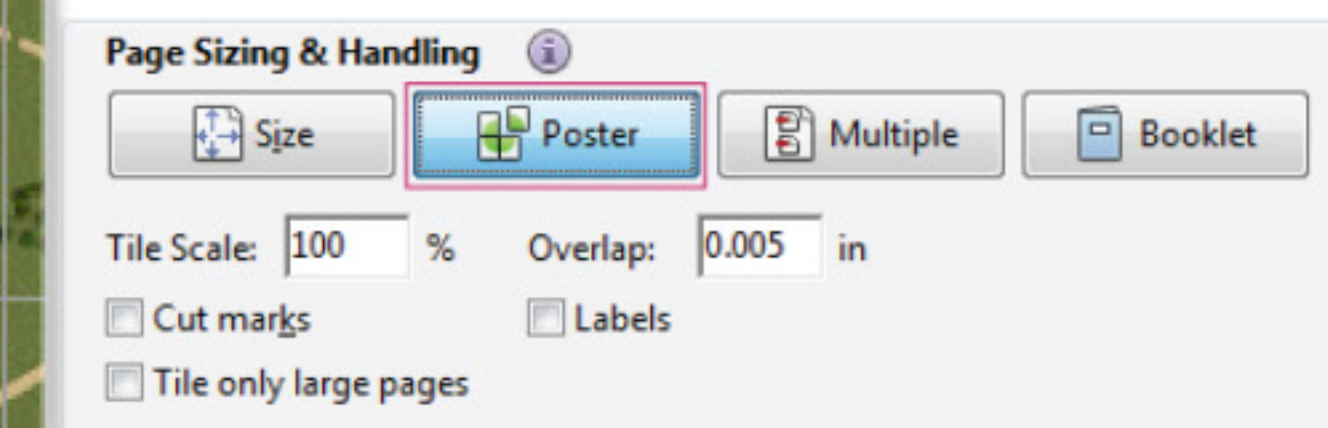 Page Sizing & Handling
Size Poster Multiple Booklet
Tile Scale: 100 % Overlap: 0.005 in
Cut marks Labels
Tile only large pages